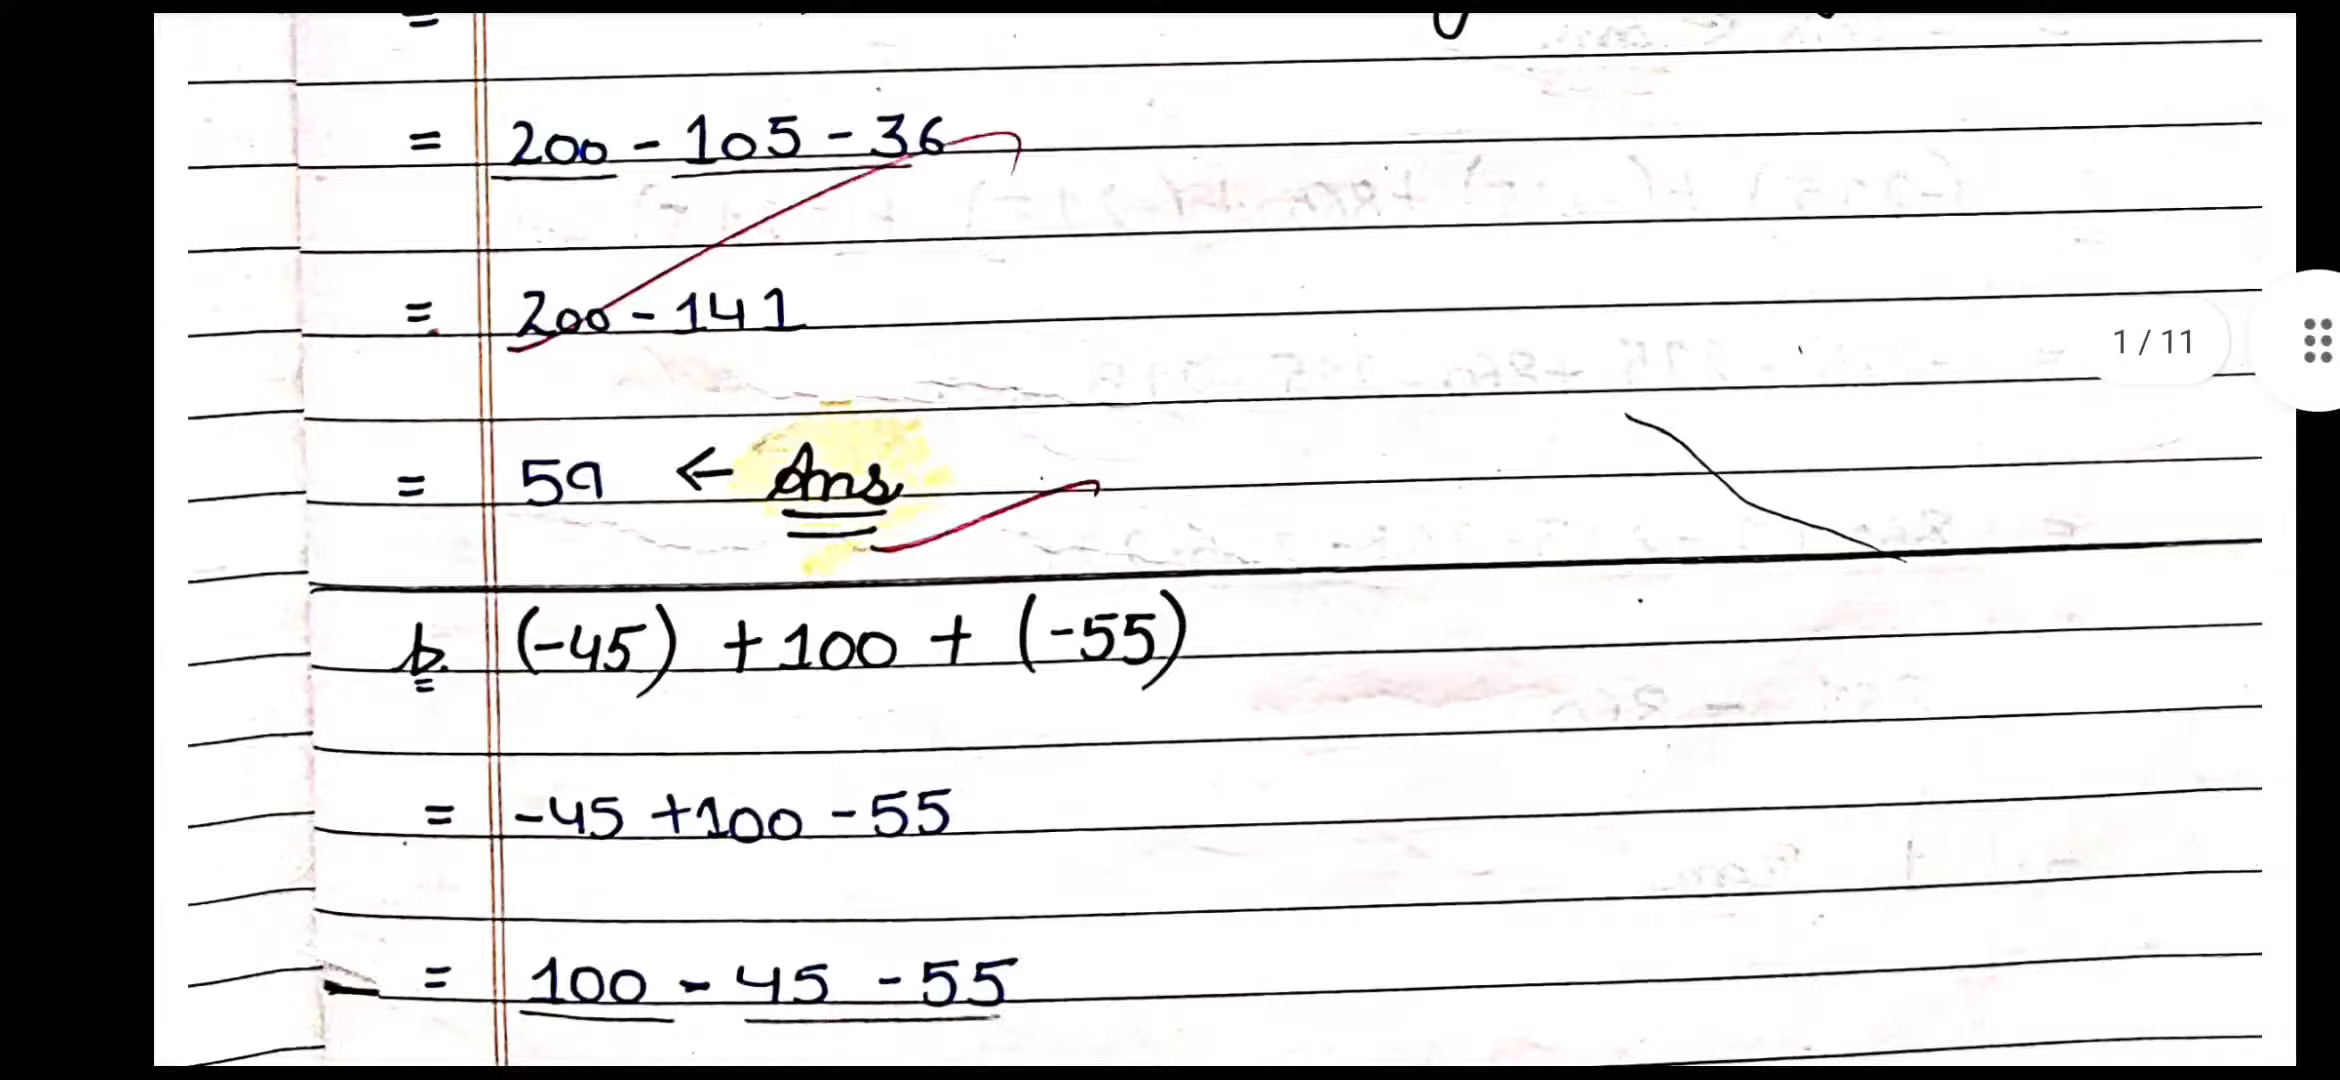 =
= 200 - 105 - 36
= 200 - 141
1 / 11
= 59 ← Ans
b. (-45) + 100 + (-55)
= -45 + 100 - 55
= 100 - 45 - 55